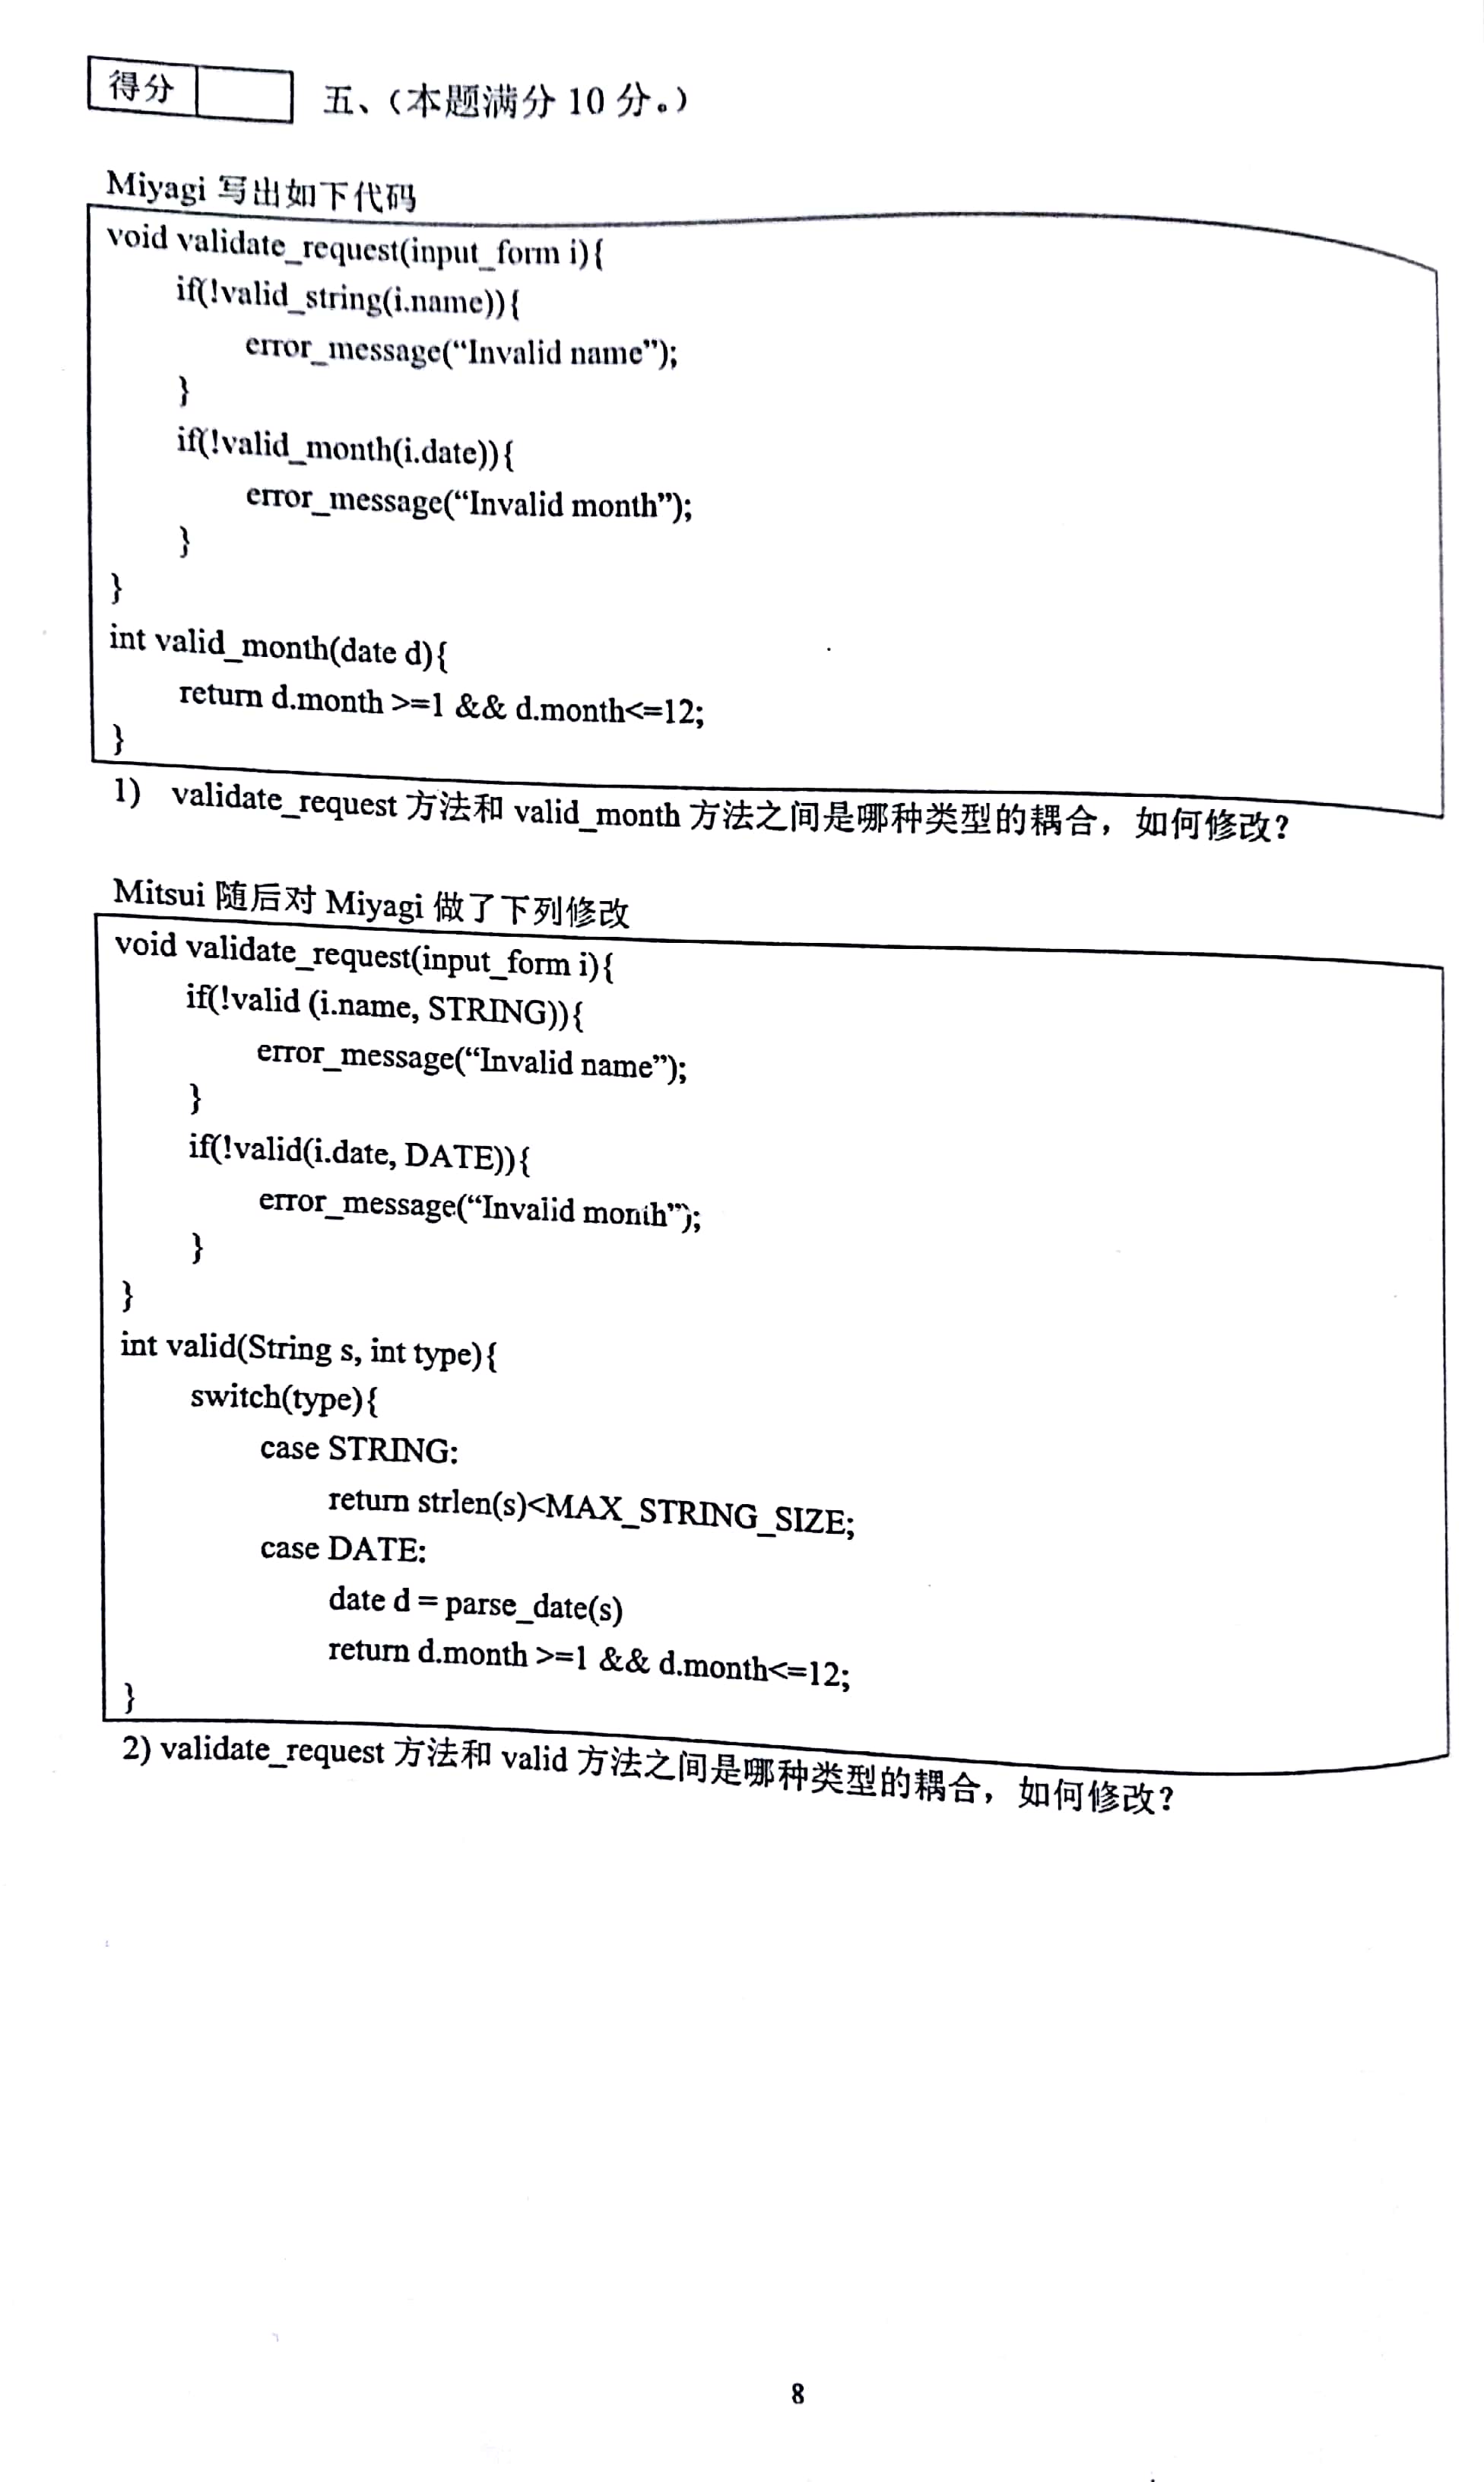 得分
五、（本题满分 10 分。）
Miyagi 写出如下代码
void validate_request(input_form i){
if(!valid_string(i.name)){
error_message(“Invalid name”);
}
if(!valid_month(i.date)){
error_message(“Invalid month”);
}
}
int valid_month(date d){
return d.month >=1 && d.month<=12;
}
1) validate_request 方法和 valid_month 方法之间是哪种类型的耦合，如何修改？
Mitsui 随后对 Miyagi 做了下列修改
void validate_request(input_form i){
if(!valid (i.name, STRING)){
error_message(“Invalid name”);
}
if(!valid(i.date, DATE)){
error_message(“Invalid month”);
}
}
int valid(String s, int type){
switch(type){
case STRING:
return strlen(s)<MAX_STRING_SIZE;
case DATE:
date d = parse_date(s)
return d.month >=1 && d.month<=12;
}
2) validate_request 方法和 valid 方法之间是哪种类型的耦合，如何修改？
8